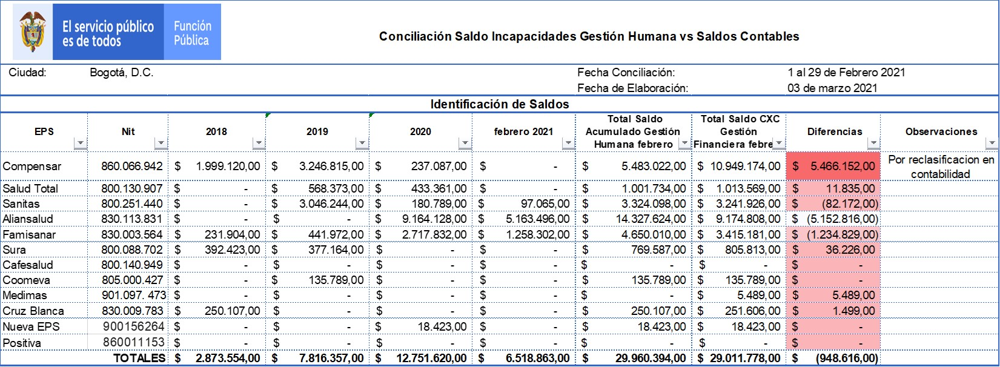 El servicio público
es de todos
Función
Pública
Conciliación Saldo Incapacidades Gestión Humana vs Saldos Contables
Ciudad: Bogotá, D.C. Fecha Conciliación: 1 al 29 de Febrero 2021
Fecha de Elaboración: 03 de marzo 2021
Identificación de Saldos
EPS Nit 2018 2019 2020 febrero 2021 Total Saldo Acumulado Gestión Humana febrero Total Saldo CXC Gestión Financiera febre Diferencias Observaciones
Compensar 860.066.942 $ 1.999.120,00 $ 3.246.815,00 $ 237.087,00 $ - $ 5.483.022,00 $ 10.949.174,00 $ 5.466.152,00 Por reclasificacion en contabilidad
Salud Total 800.130.907 $ - $ 568.373,00 $ 433.361,00 $ - $ 1.001.734,00 $ 1.013.569,00 $ 11.835,00
Sanitas 800.251.440 $ - $ 3.046.244,00 $ 180.789,00 $ 97.065,00 $ 3.324.098,00 $ 3.241.926,00 $ (82.172,00)
Aliansalud 830.113.831 $ - $ - $ 9.164.128,00 $ 5.163.496,00 $ 14.327.624,00 $ 9.174.808,00 $ (5.152.816,00)
Famisanar 830.003.564 $ 231.904,00 $ 441.972,00 $ 2.717.832,00 $ 1.258.302,00 $ 4.650.010,00 $ 3.415.181,00 $ (1.234.829,00)
Sura 800.088.702 $ 392.423,00 $ 377.164,00 $ - $ - $ 769.587,00 $ 805.813,00 $ 36.226,00
Cafesalud 800.140.949 $ - $ - $ - $ - $ - $ - $ -
Coomeva 805.000.427 $ - $ 135.789,00 $ - $ - $ 135.789,00 $ 135.789,00 $ -
Medimas 901.097. 473 $ - $ - $ - $ - $ - $ 5.489,00 $ 5.489,00
Cruz Blanca 830.009.783 $ 250.107,00 $ - $ - $ - $ 250.107,00 $ 251.606,00 $ 1.499,00
Nueva EPS 900156264 $ - $ - $ 18.423,00 $ - $ 18.423,00 $ 18.423,00 $ -
Positiva 860011153 $ - $ - $ - $ - $ - $ - $ -
TOTALES $ 2.873.554,00 $ 7.816.357,00 $ 12.751.620,00 $ 6.518.863,00 $ 29.960.394,00 $ 29.011.778,00 $ (948.616,00)